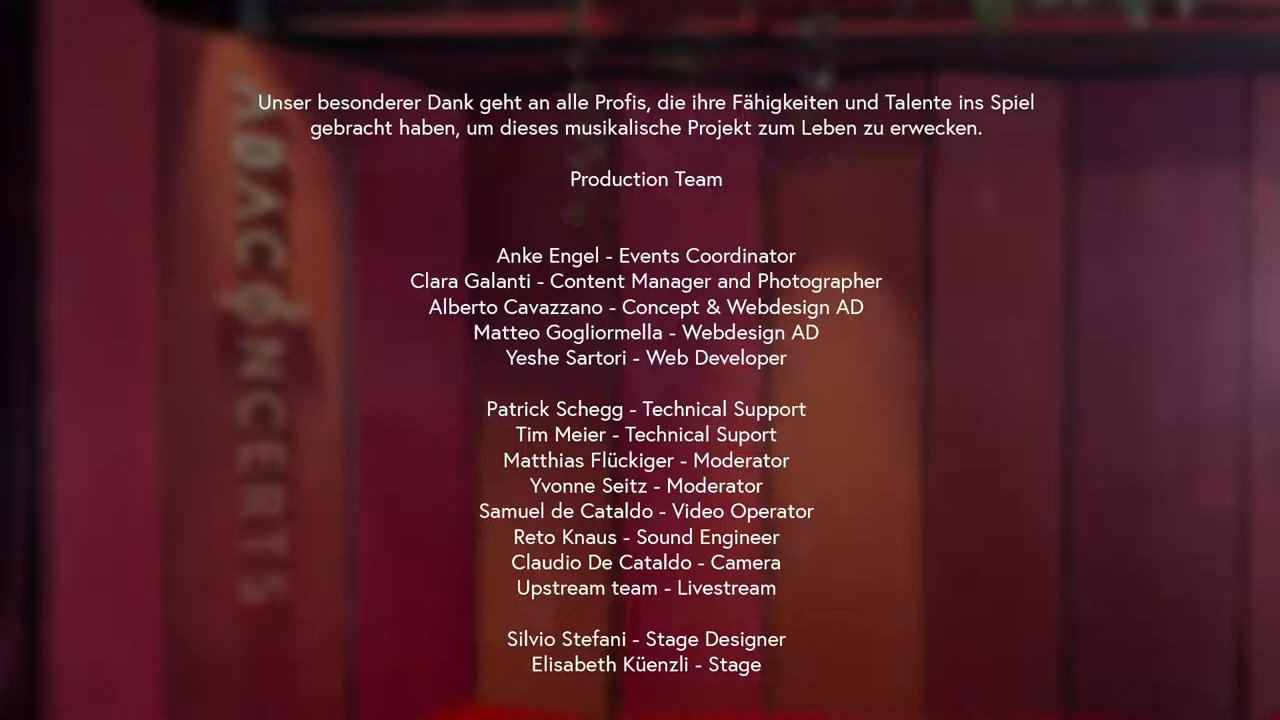 Unser besonderer Dank geht an alle Profis, die ihre Fähigkeiten und Talente ins Spiel
gebracht haben, um dieses musikalische Projekt zum Leben zu erwecken.
Production Team
Anke Engel - Events Coordinator
Clara Galanti - Content Manager and Photographer
Alberto Cavazzano - Concept & Webdesign AD
Matteo Gogliormella - Webdesign AD
Yeshe Sartori - Web Developer
Patrick Schegg - Technical Support
Tim Meier - Technical Suport
Matthias Flückiger - Moderator
Yvonne Seitz - Moderator
Samuel de Cataldo - Video Operator
Reto Knaus - Sound Engineer
Claudio De Cataldo - Camera
Upstream team - Livestream
Silvio Stefani - Stage Designer
Elisabeth Küenzli - Stage
ABACONCERTS